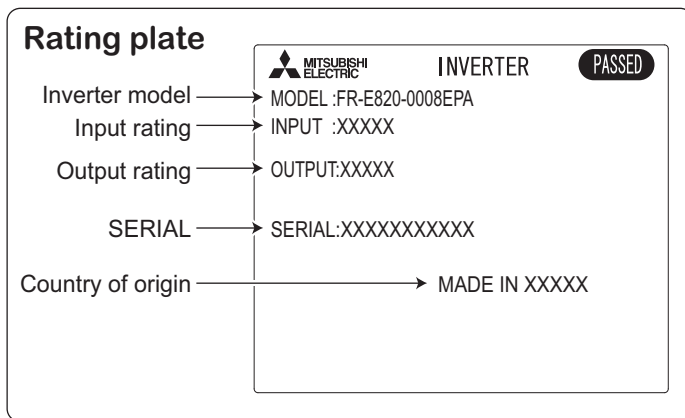 Rating plate
MITSUBISHI
ELECTRIC
INVERTER
PASSED
Inverter model
MODEL :FR-E820-0008EPA
Input rating
INPUT :XXXXX
Output rating
OUTPUT:XXXXX
SERIAL
SERIAL:XXXXXXXXXXX
Country of origin
MADE IN XXXXX